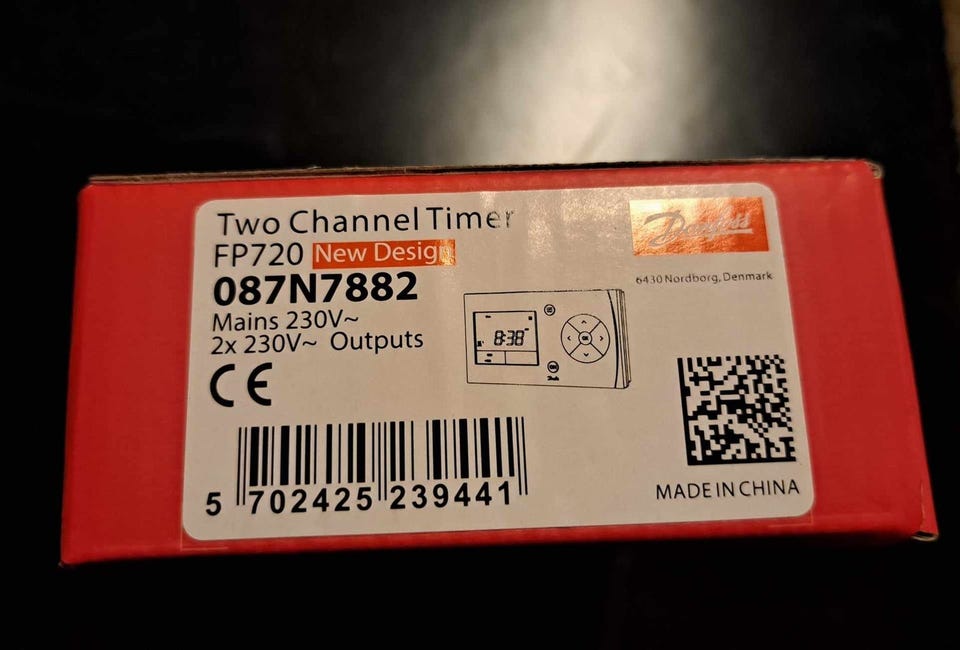 Two Channel Timer
Danfoss
FP720 New Design
6430 Nordborg, Denmark
087N7882
Mains 230V~
2x 230V~ Outputs
8:38
CE
5 702425 239441
MADE IN CHINA